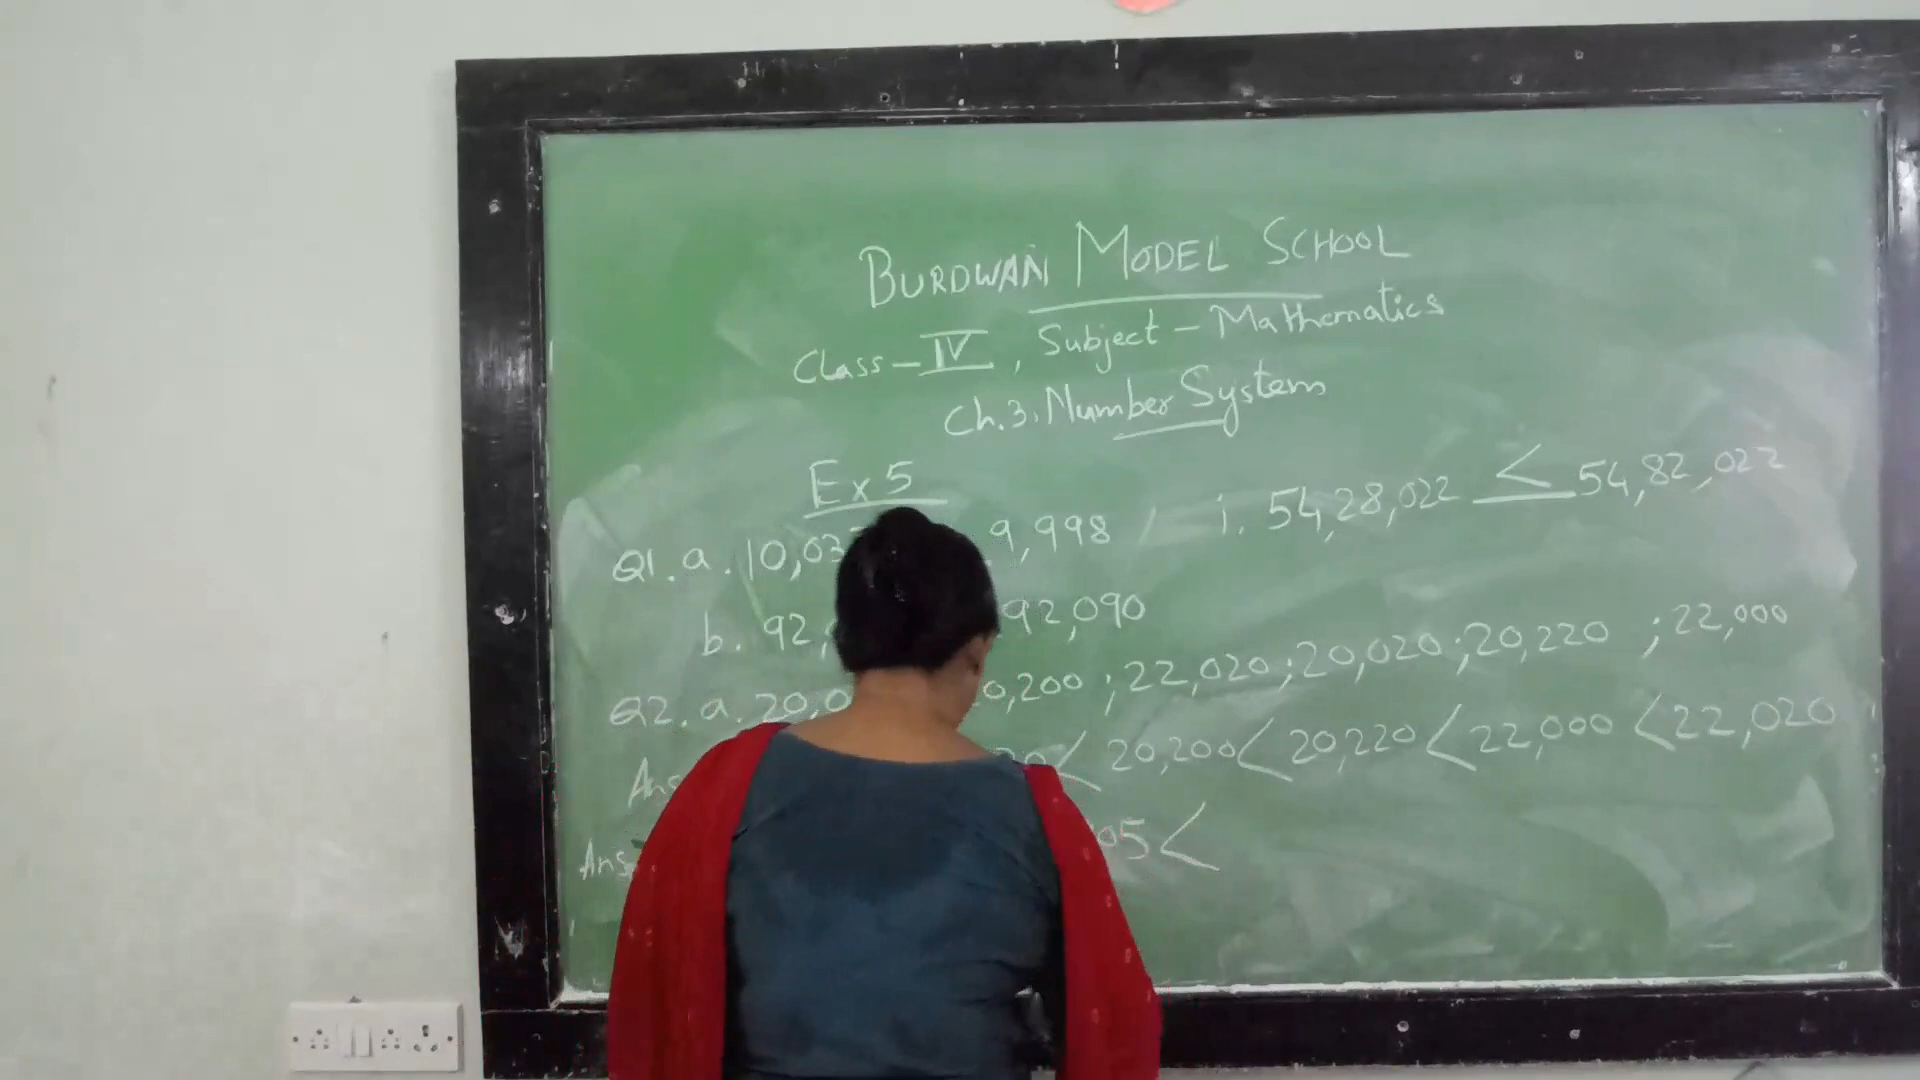 BURDWAN MODEL SCHOOL
Class-IV, Subject - Mathematics
Ch.3. Number System
Ex 5
Q1. a. 10,03 9,998 i. 54,28,022 < 54,82,022
b. 92, 92,090
Q2. a. 20,0 0,200 ; 22,020 ; 20,020 ; 20,220 ; 22,000
Ans < 20,200 < 20,220 < 22,000 < 22,020
Ans 05 <